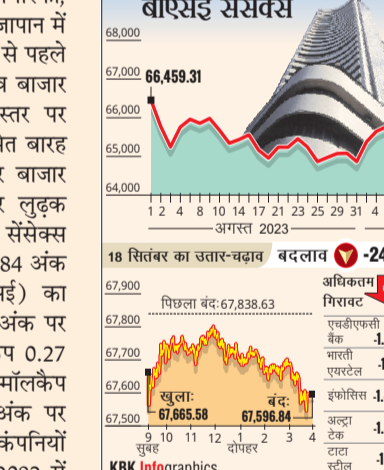 जापान में
से पहले
बाजार
स्तर पर
बारह
बाजार
लुढ़क
सेंसेक्स
84 अंक
का
अंक पर
0.27
मॉलकैप
अंक पर
कंपनियों
बीएसई सेंसेक्स
68,000
67,000
66,459.31
66,000
65,000
64,000
1 2 4 8 10 14 17 21 23 25 29 31 4
अगस्त 2023
18 सितंबर का उतार-चढ़ाव
बदलाव -24
67,900
पिछला बंद:67,838.63
67,800
67,700
67,600
67,500
खुला:
67,665.58
बंद:
67,596.84
9 10 11 12 1 2 3 4
सुबह दोपहर
KBK Infographics
अधिकतम
गिरावट
एचडीएफसी
बैंक -1.
भारती
एयरटेल
इंफोसिस -1.
अल्ट्रा
टेक -1.
टाटा
स्टील